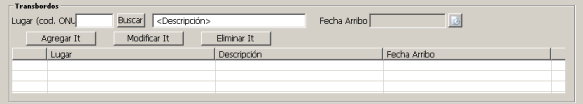 Transbordos
Lugar (cod. ONU Buscar <Descripción> Fecha Arribo
Agregar It Modificar It Eliminar It
Lugar Descripción Fecha Arribo